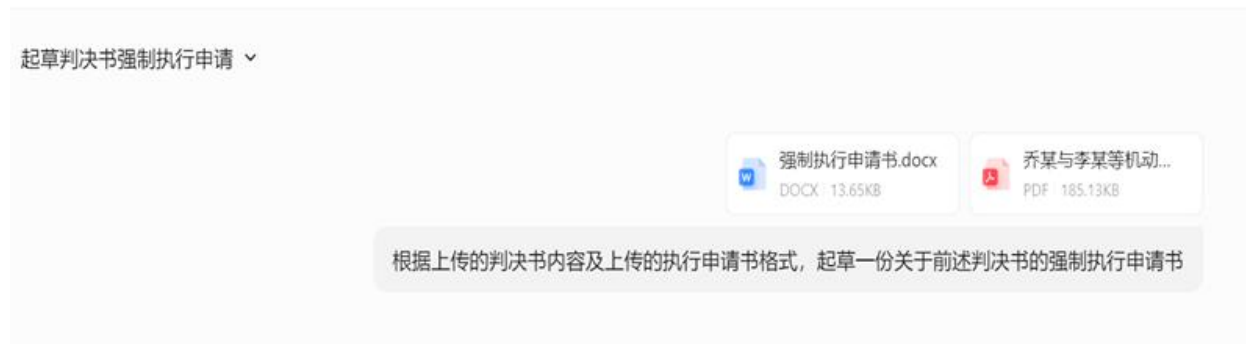 起草判决书强制执行申请
强制执行申请书.docx
DOCX 13.65KB
乔某与李某等机动...
PDF 185.13KB
根据上传的判决书内容及上传的执行申请书格式，起草一份关于前述判决书的强制执行申请书